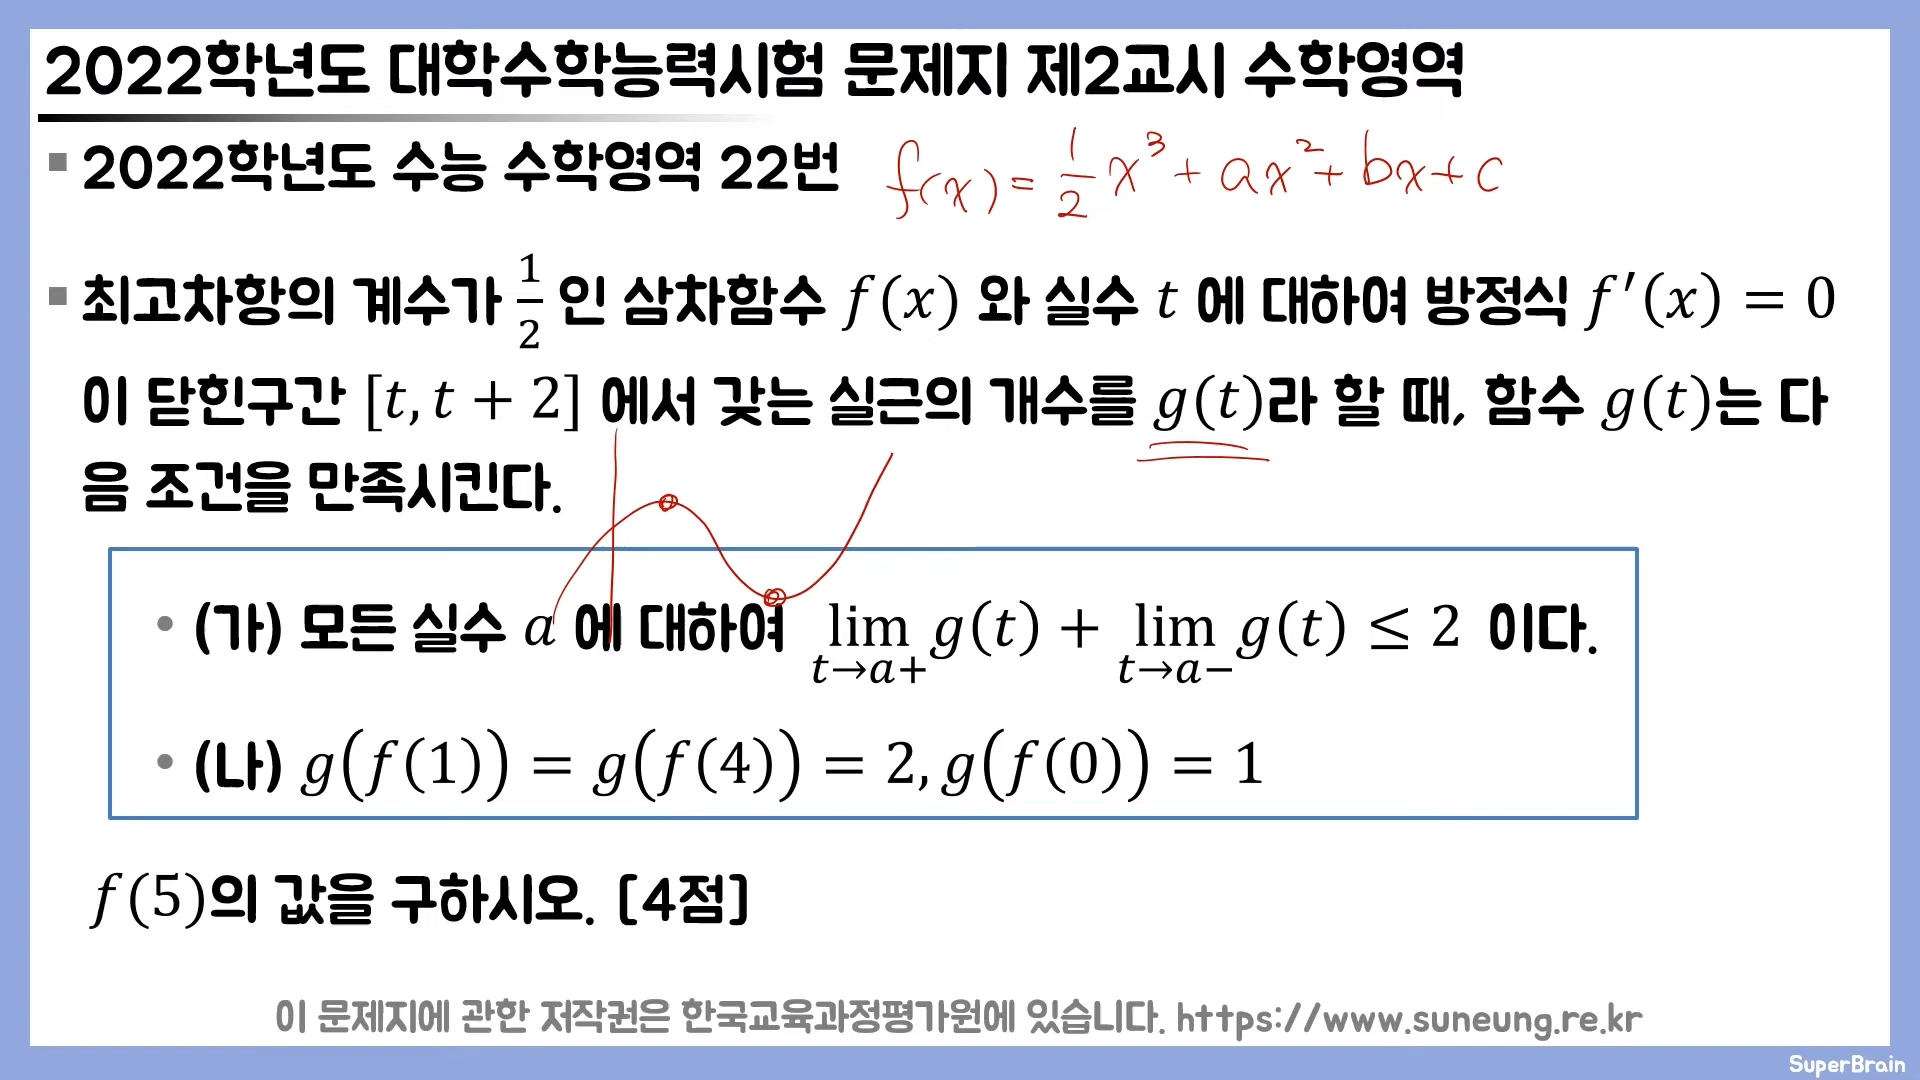 2022학년도 대학수학능력시험 문제지 제2교시 수학영역
2022학년도 수능 수학영역 22번 f(x) = 1/2 x³ + ax² + bx + c
최고차항의 계수가 1/2 인 삼차함수 f(x) 와 실수 t 에 대하여 방정식 f′(x) = 0
이 닫힌구간 [t, t + 2] 에서 갖는 실근의 개수를 g(t)라 할 때, 함수 g(t)는 다
음 조건을 만족시킨다.
(가) 모든 실수 a 에 대하여 lim_{t→a+} g(t) + lim_{t→a−} g(t) ≤ 2 이다.
(나) g(f(1)) = g(f(4)) = 2, g(f(0)) = 1
f(5)의 값을 구하시오. [4점]
이 문제지에 관한 저작권은 한국교육과정평가원에 있습니다. https://www.suneung.re.kr
SuperBrain